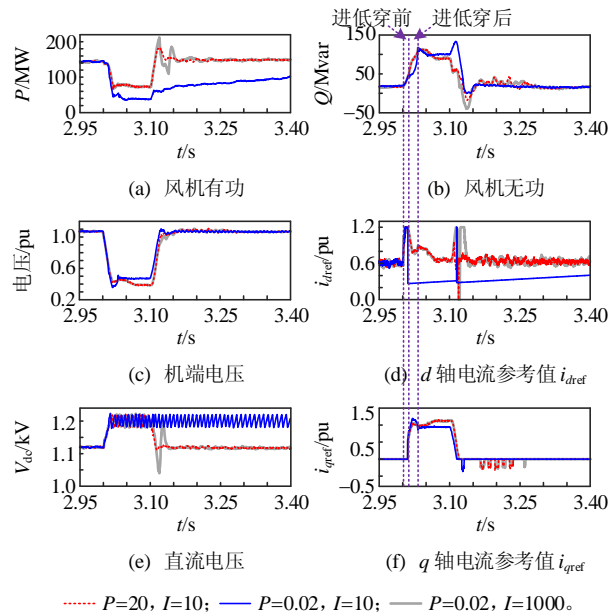 进低穿前 进低穿后
P/MW
200
100
0
2.95 3.10 3.25 3.40
t/s
(a) 风机有功
Q/Mvar
150
50
−50
2.95 3.10 3.25 3.40
t/s
(b) 风机无功
电压/pu
1.0
0.6
0.2
2.95 3.10 3.25 3.40
t/s
(c) 机端电压
idref/pu
1.2
0.6
0
2.95 3.10 3.25 3.40
t/s
(d) d 轴电流参考值 idref
Vdc/kV
1.2
1.1
1.0
2.95 3.10 3.25 3.40
t/s
(e) 直流电压
iqref/pu
1.5
0.5
−0.5
2.95 3.10 3.25 3.40
t/s
(f) q 轴电流参考值 iqref
P=20，I=10； P=0.02，I=10； P=0.02，I=1000。